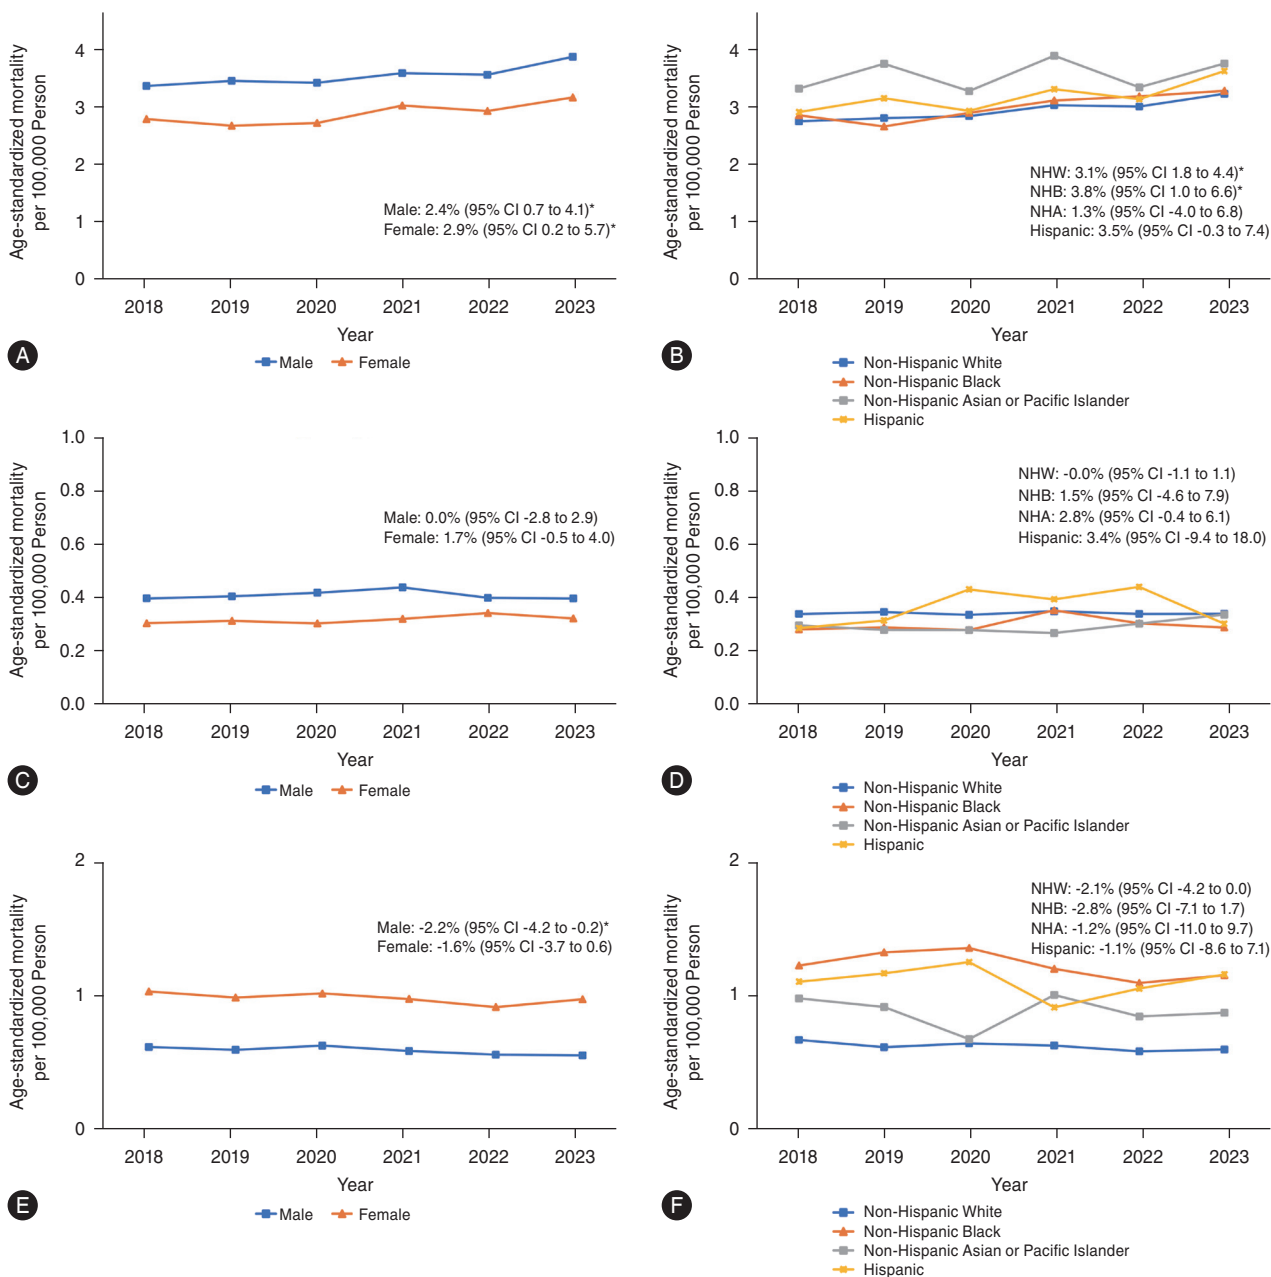 Age-standardized mortality
per 100,000 Person
4
3
2
1
0
Male: 2.4% (95% CI 0.7 to 4.1)*
Female: 2.9% (95% CI 0.2 to 5.7)*
2018 2019 2020 2021 2022 2023
Year
A
Male Female
Age-standardized mortality
per 100,000 Person
4
3
2
1
0
NHW: 3.1% (95% CI 1.8 to 4.4)*
NHB: 3.8% (95% CI 1.0 to 6.6)*
NHA: 1.3% (95% CI -4.0 to 6.8)
Hispanic: 3.5% (95% CI -0.3 to 7.4)
2018 2019 2020 2021 2022 2023
Year
B
Non-Hispanic White
Non-Hispanic Black
Non-Hispanic Asian or Pacific Islander
Hispanic
Age-standardized mortality
per 100,000 Person
1.0
0.8
0.6
0.4
0.2
0.0
Male: 0.0% (95% CI -2.8 to 2.9)
Female: 1.7% (95% CI -0.5 to 4.0)
2018 2019 2020 2021 2022 2023
Year
C
Male Female
Age-standardized mortality
per 100,000 Person
1.0
0.8
0.6
0.4
0.2
0.0
NHW: -0.0% (95% CI -1.1 to 1.1)
NHB: 1.5% (95% CI -4.6 to 7.9)
NHA: 2.8% (95% CI -0.4 to 6.1)
Hispanic: 3.4% (95% CI -9.4 to 18.0)
2018 2019 2020 2021 2022 2023
Year
D
Non-Hispanic White
Non-Hispanic Black
Non-Hispanic Asian or Pacific Islander
Hispanic
Age-standardized mortality
per 100,000 Person
2
1
0
Male: -2.2% (95% CI -4.2 to -0.2)*
Female: -1.6% (95% CI -3.7 to 0.6)
2018 2019 2020 2021 2022 2023
Year
E
Male Female
Age-standardized mortality
per 100,000 Person
2
1
0
NHW: -2.1% (95% CI -4.2 to 0.0)
NHB: -2.8% (95% CI -7.1 to 1.7)
NHA: -1.2% (95% CI -11.0 to 9.7)
Hispanic: -1.1% (95% CI -8.6 to 7.1)
2018 2019 2020 2021 2022 2023
Year
F
Non-Hispanic White
Non-Hispanic Black
Non-Hispanic Asian or Pacific Islander
Hispanic